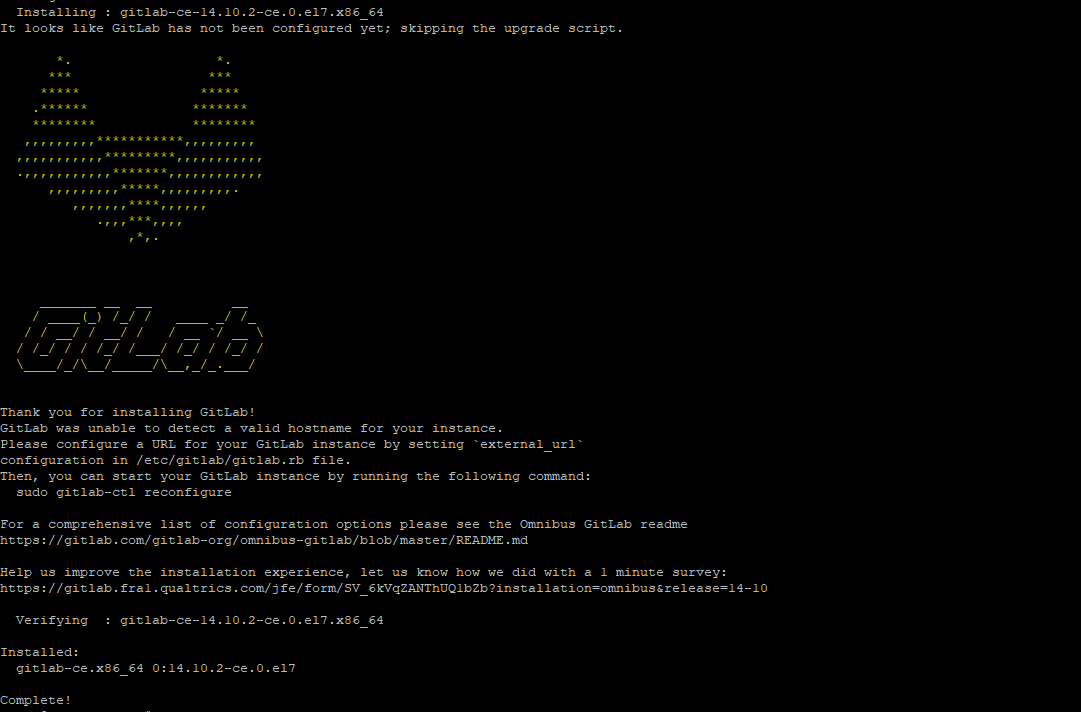 Installing : gitlab-ce-14.10.2-ce.0.el7.x86_64
It looks like GitLab has not been configured yet; skipping the upgrade script.
       *.                  *.
      ***                 ***
     *****               *****
    .******             *******
    ********            ********
   ,,,,,,,,,***********,,,,,,,,,
  ,,,,,,,,,,,*********,,,,,,,,,,,
  .,,,,,,,,,,,*******,,,,,,,,,,,,
      ,,,,,,,,,*****,,,,,,,,,.
         ,,,,,,,****,,,,,,
            .,,,***,,,,
                ,*,.
     _______ __  __          __
    / ____(_) /_/ /   ____ _/ /_
   / / __/ / __/ /   / __ `/ __ \
  / /_/ / / /_/ /___/ /_/ / /_/ /
  \____/_/\__/_____/\__,_/_.___/
Thank you for installing GitLab!
GitLab was unable to detect a valid hostname for your instance.
Please configure a URL for your GitLab instance by setting `external_url`
configuration in /etc/gitlab/gitlab.rb file.
Then, you can start your GitLab instance by running the following command:
  sudo gitlab-ctl reconfigure
For a comprehensive list of configuration options please see the Omnibus GitLab readme
https://gitlab.com/gitlab-org/omnibus-gitlab/blob/master/README.md
Help us improve the installation experience, let us know how we did with a 1 minute survey:
https://gitlab.fra1.qualtrics.com/jfe/form/SV_6kVqZANThUQ1bZb?installation=omnibus&release=14-10
  Verifying  : gitlab-ce-14.10.2-ce.0.el7.x86_64
Installed:
  gitlab-ce.x86_64 0:14.10.2-ce.0.el7
Complete!